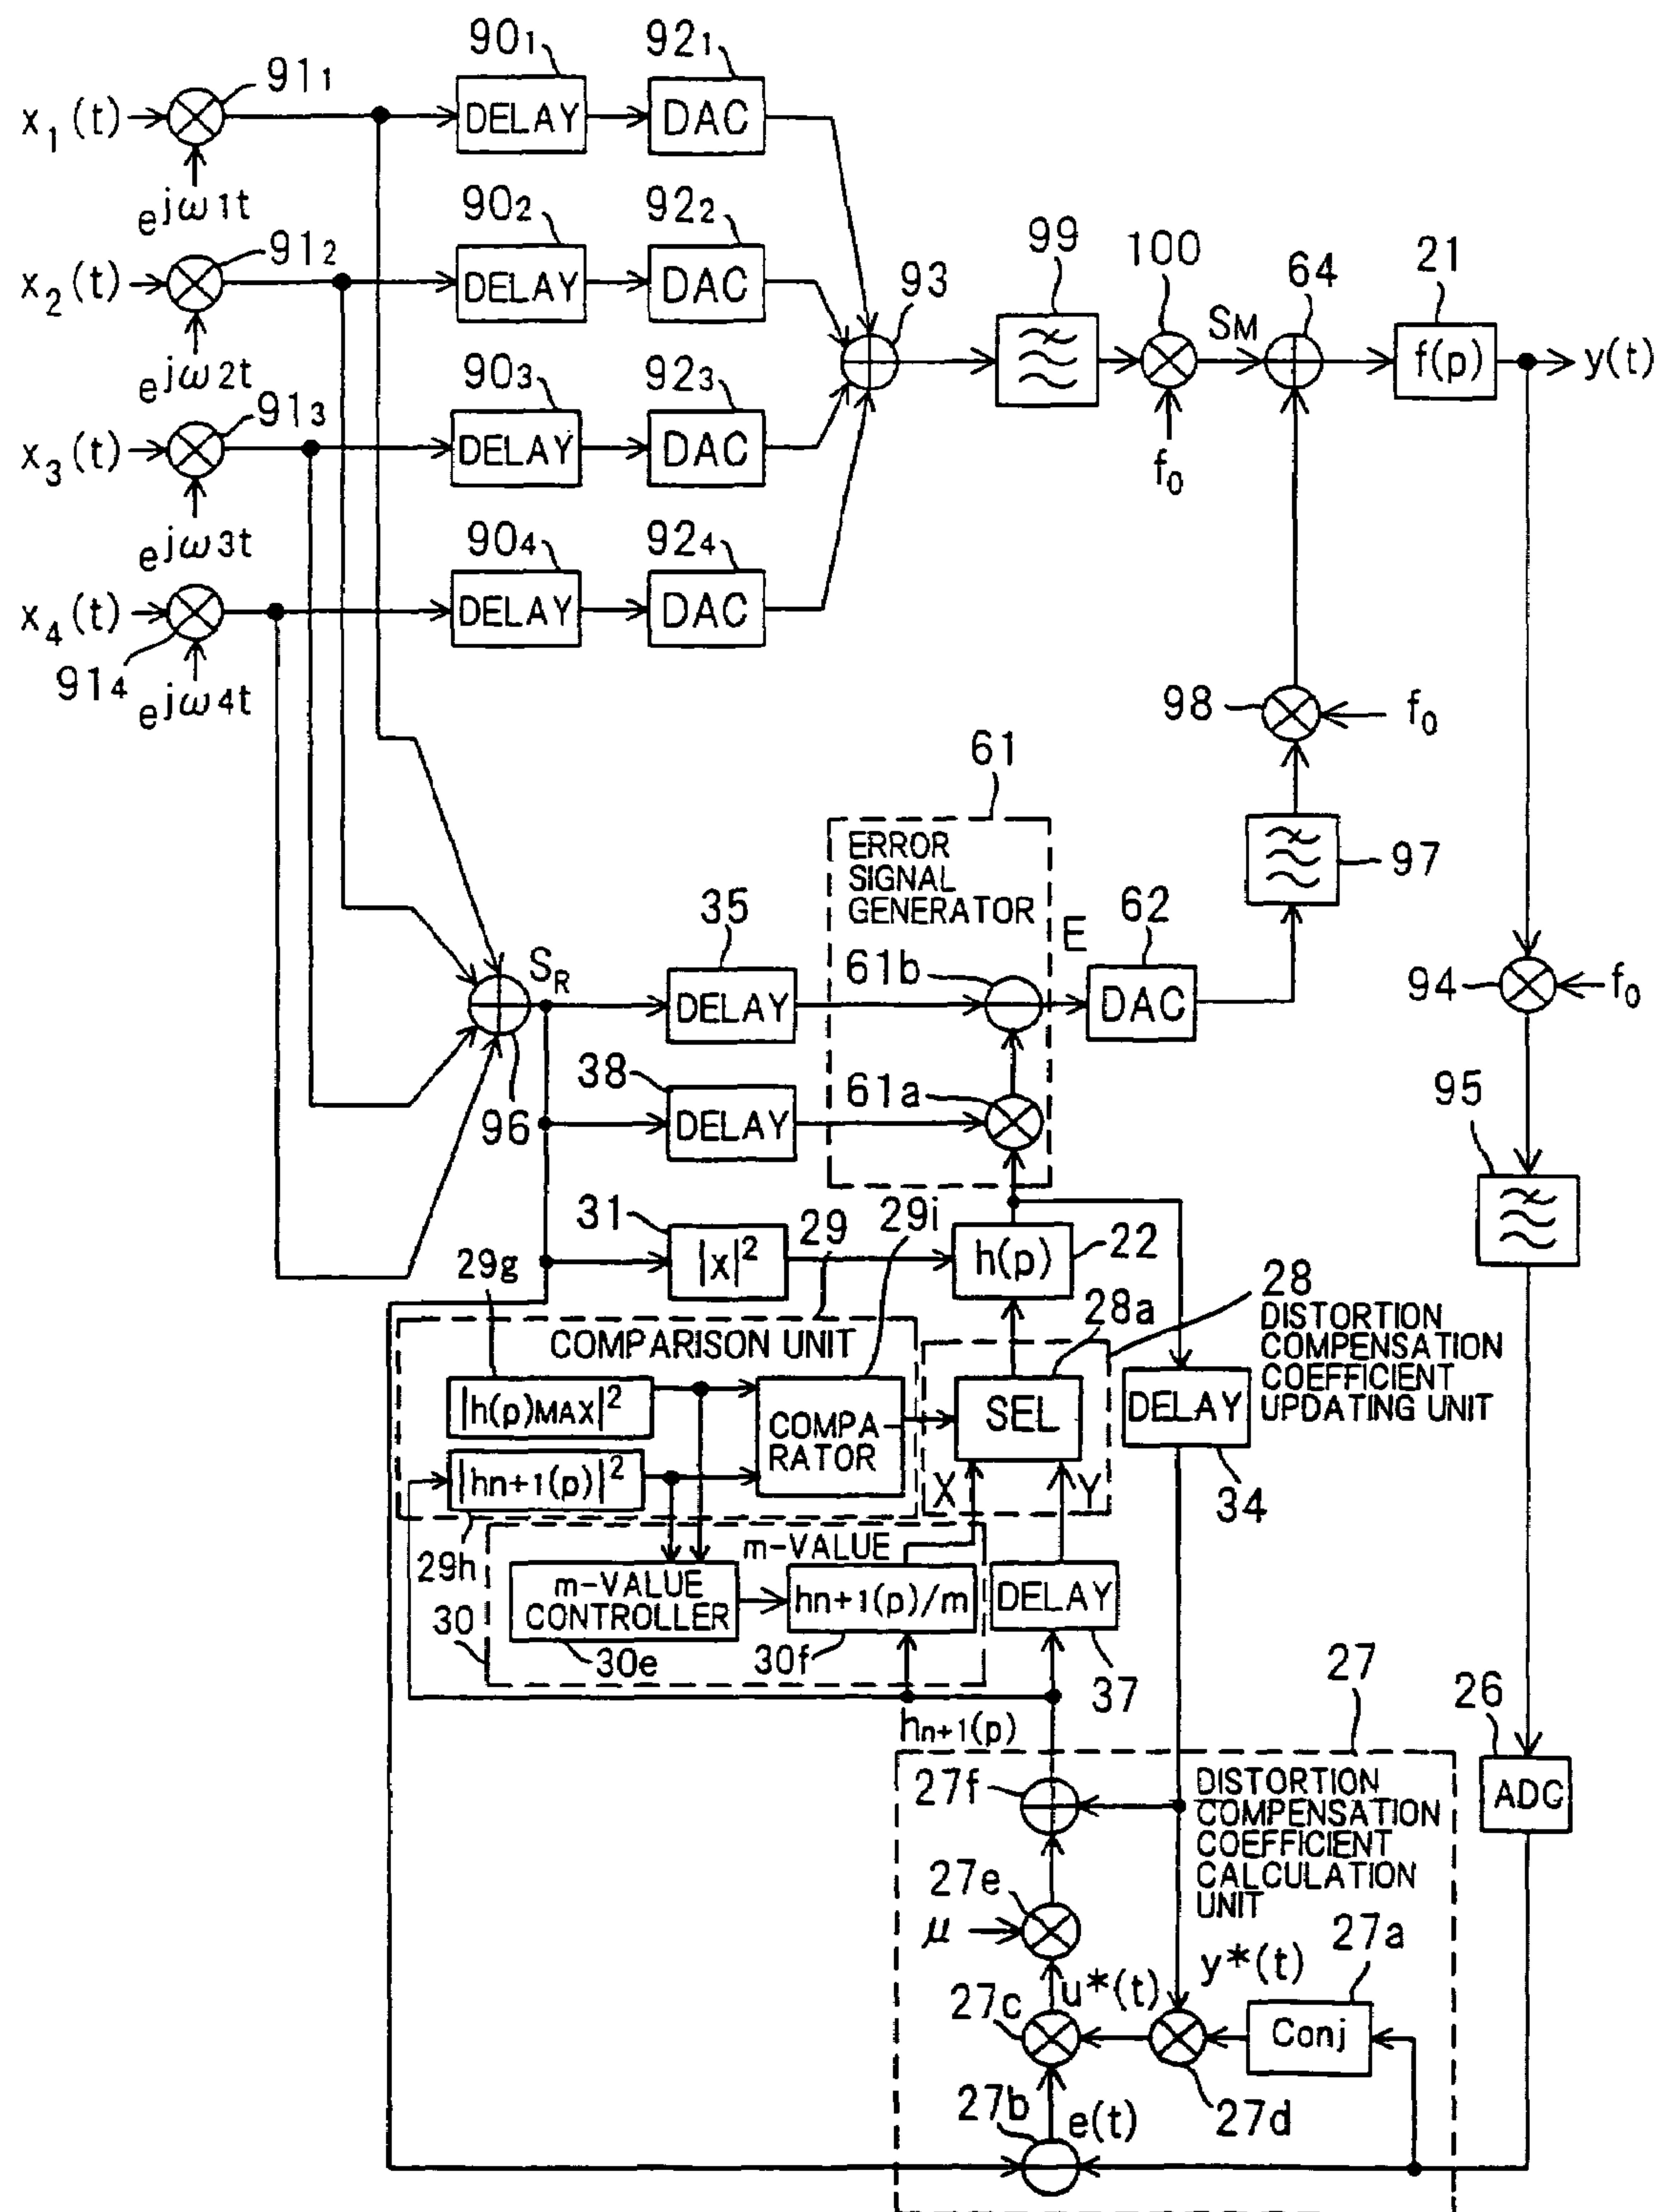 90₁ 92₁
91₁
x₁(t) DELAY DAC
e^jω1t
90₂ 92₂
91₂
x₂(t) DELAY DAC
e^jω2t
99 100 64 21
93
SM
f(p) y(t)
f₀
90₃ 92₃
91₃
x₃(t) DELAY DAC
e^jω3t
90₄ 92₄
x₄(t) DELAY DAC
91₄
e^jω4t
98 f₀
61
ERROR
SIGNAL
GENERATOR
97
35 E 62
SR DELAY 61b DAC
94 f₀
38 61a
96 DELAY
95
31 29 29i
29g |x|² h(p) 22
28
28a
DISTORTION
COMPENSATION
COEFFICIENT
UPDATING UNIT
COMPARISON UNIT
|h(p)MAX|²
COMPA-
RATOR
SEL
DELAY
|hn+1(p)|²
X Y
34
29h
m-VALUE
m-VALUE
CONTROLLER
hn+1(p)/m
DELAY
30 30e 30f
37
27
26
hn+1(p)
27f
DISTORTION
COMPENSATION
COEFFICIENT
CALCULATION
UNIT
ADC
27e
μ
27a
y*(t)
u*(t)
27c
Conj
27d
27b e(t)